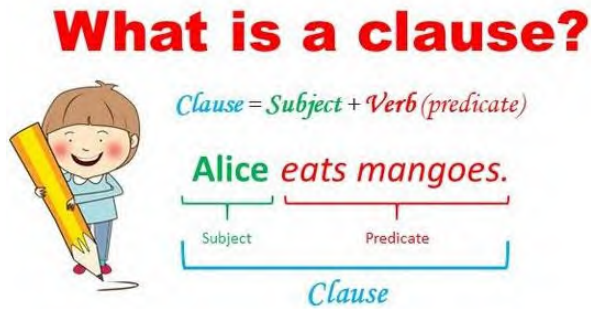 What is a clause?
Clause = Subject + Verb (predicate)
Alice eats mangoes.
Subject Predicate
Clause